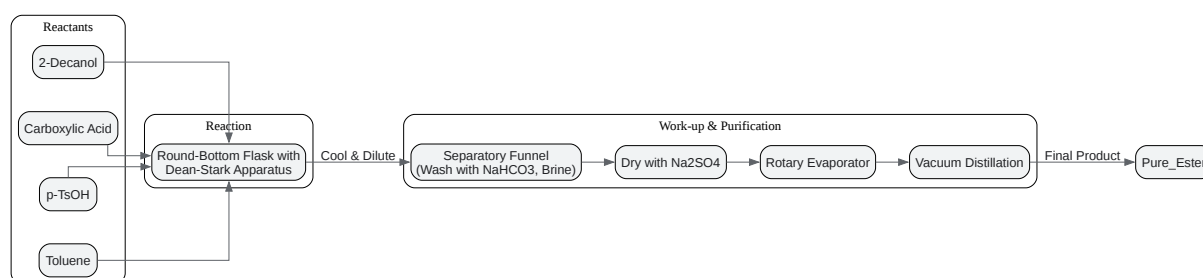 Reactants
2-Decanol
Carboxylic Acid
p-TsOH
Toluene
Reaction
Round-Bottom Flask with
Dean-Stark Apparatus
Cool & Dilute
Work-up & Purification
Separatory Funnel
(Wash with NaHCO3, Brine)
Dry with Na2SO4
Rotary Evaporator
Vacuum Distillation
Final Product
Pure_Ester